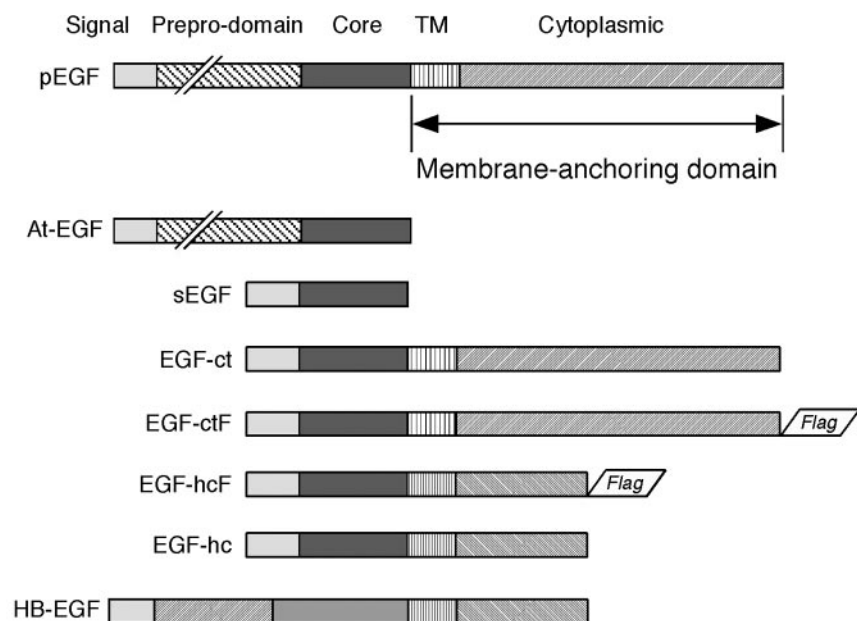 Signal Prepro-domain Core TM Cytoplasmic
pEGF
Membrane-anchoring domain
At-EGF
sEGF
EGF-ct
EGF-ctF Flag
EGF-hcF Flag
EGF-hc
HB-EGF